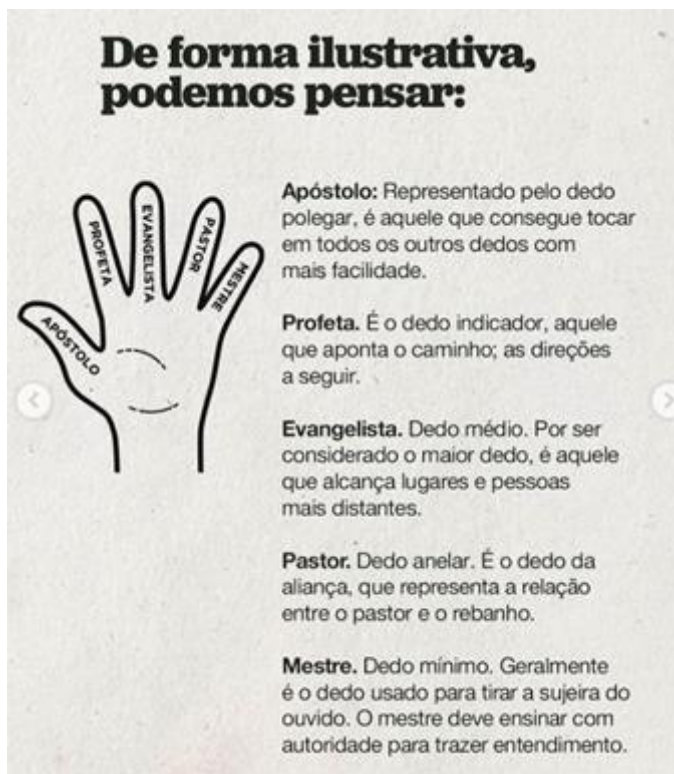 De forma ilustrativa,
podemos pensar:
APÓSTOLO
PROFETA
EVANGELISTA
PASTOR
MESTRE
Apóstolo: Representado pelo dedo
polegar, é aquele que consegue tocar
em todos os outros dedos com
mais facilidade.
Profeta. É o dedo indicador, aquele
que aponta o caminho; as direções
a seguir.
Evangelista. Dedo médio. Por ser
considerado o maior dedo, é aquele
que alcança lugares e pessoas
mais distantes.
Pastor. Dedo anelar. É o dedo da
aliança, que representa a relação
entre o pastor e o rebanho.
Mestre. Dedo mínimo. Geralmente
é o dedo usado para tirar a sujeira do
ouvido. O mestre deve ensinar com
autoridade para trazer entendimento.